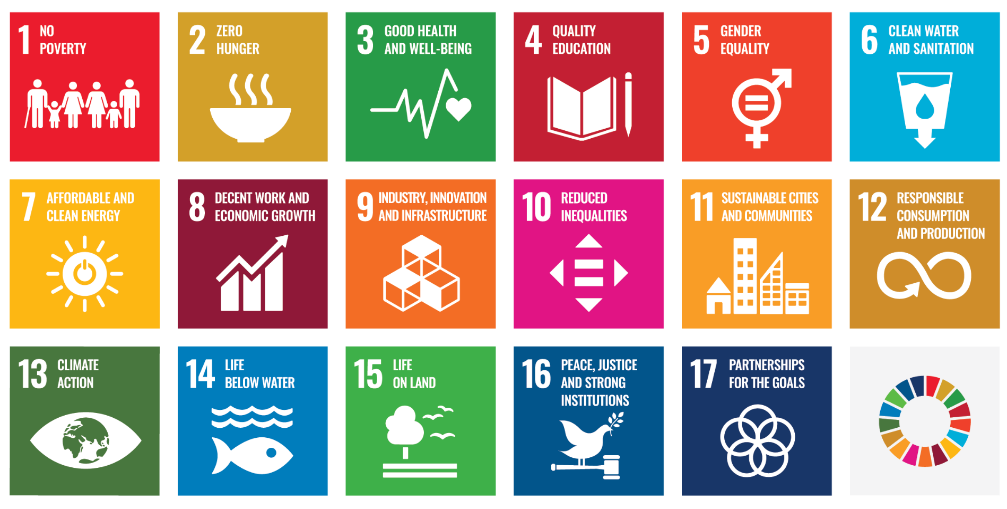 1 NO
POVERTY
2 ZERO
HUNGER
3 GOOD HEALTH
AND WELL-BEING
4 QUALITY
EDUCATION
5 GENDER
EQUALITY
6 CLEAN WATER
AND SANITATION
7 AFFORDABLE AND
CLEAN ENERGY
8 DECENT WORK AND
ECONOMIC GROWTH
9 INDUSTRY, INNOVATION
AND INFRASTRUCTURE
10 REDUCED
INEQUALITIES
11 SUSTAINABLE CITIES
AND COMMUNITIES
12 RESPONSIBLE
CONSUMPTION
AND PRODUCTION
13 CLIMATE
ACTION
14 LIFE
BELOW WATER
15 LIFE
ON LAND
16 PEACE, JUSTICE
AND STRONG
INSTITUTIONS
17 PARTNERSHIPS
FOR THE GOALS